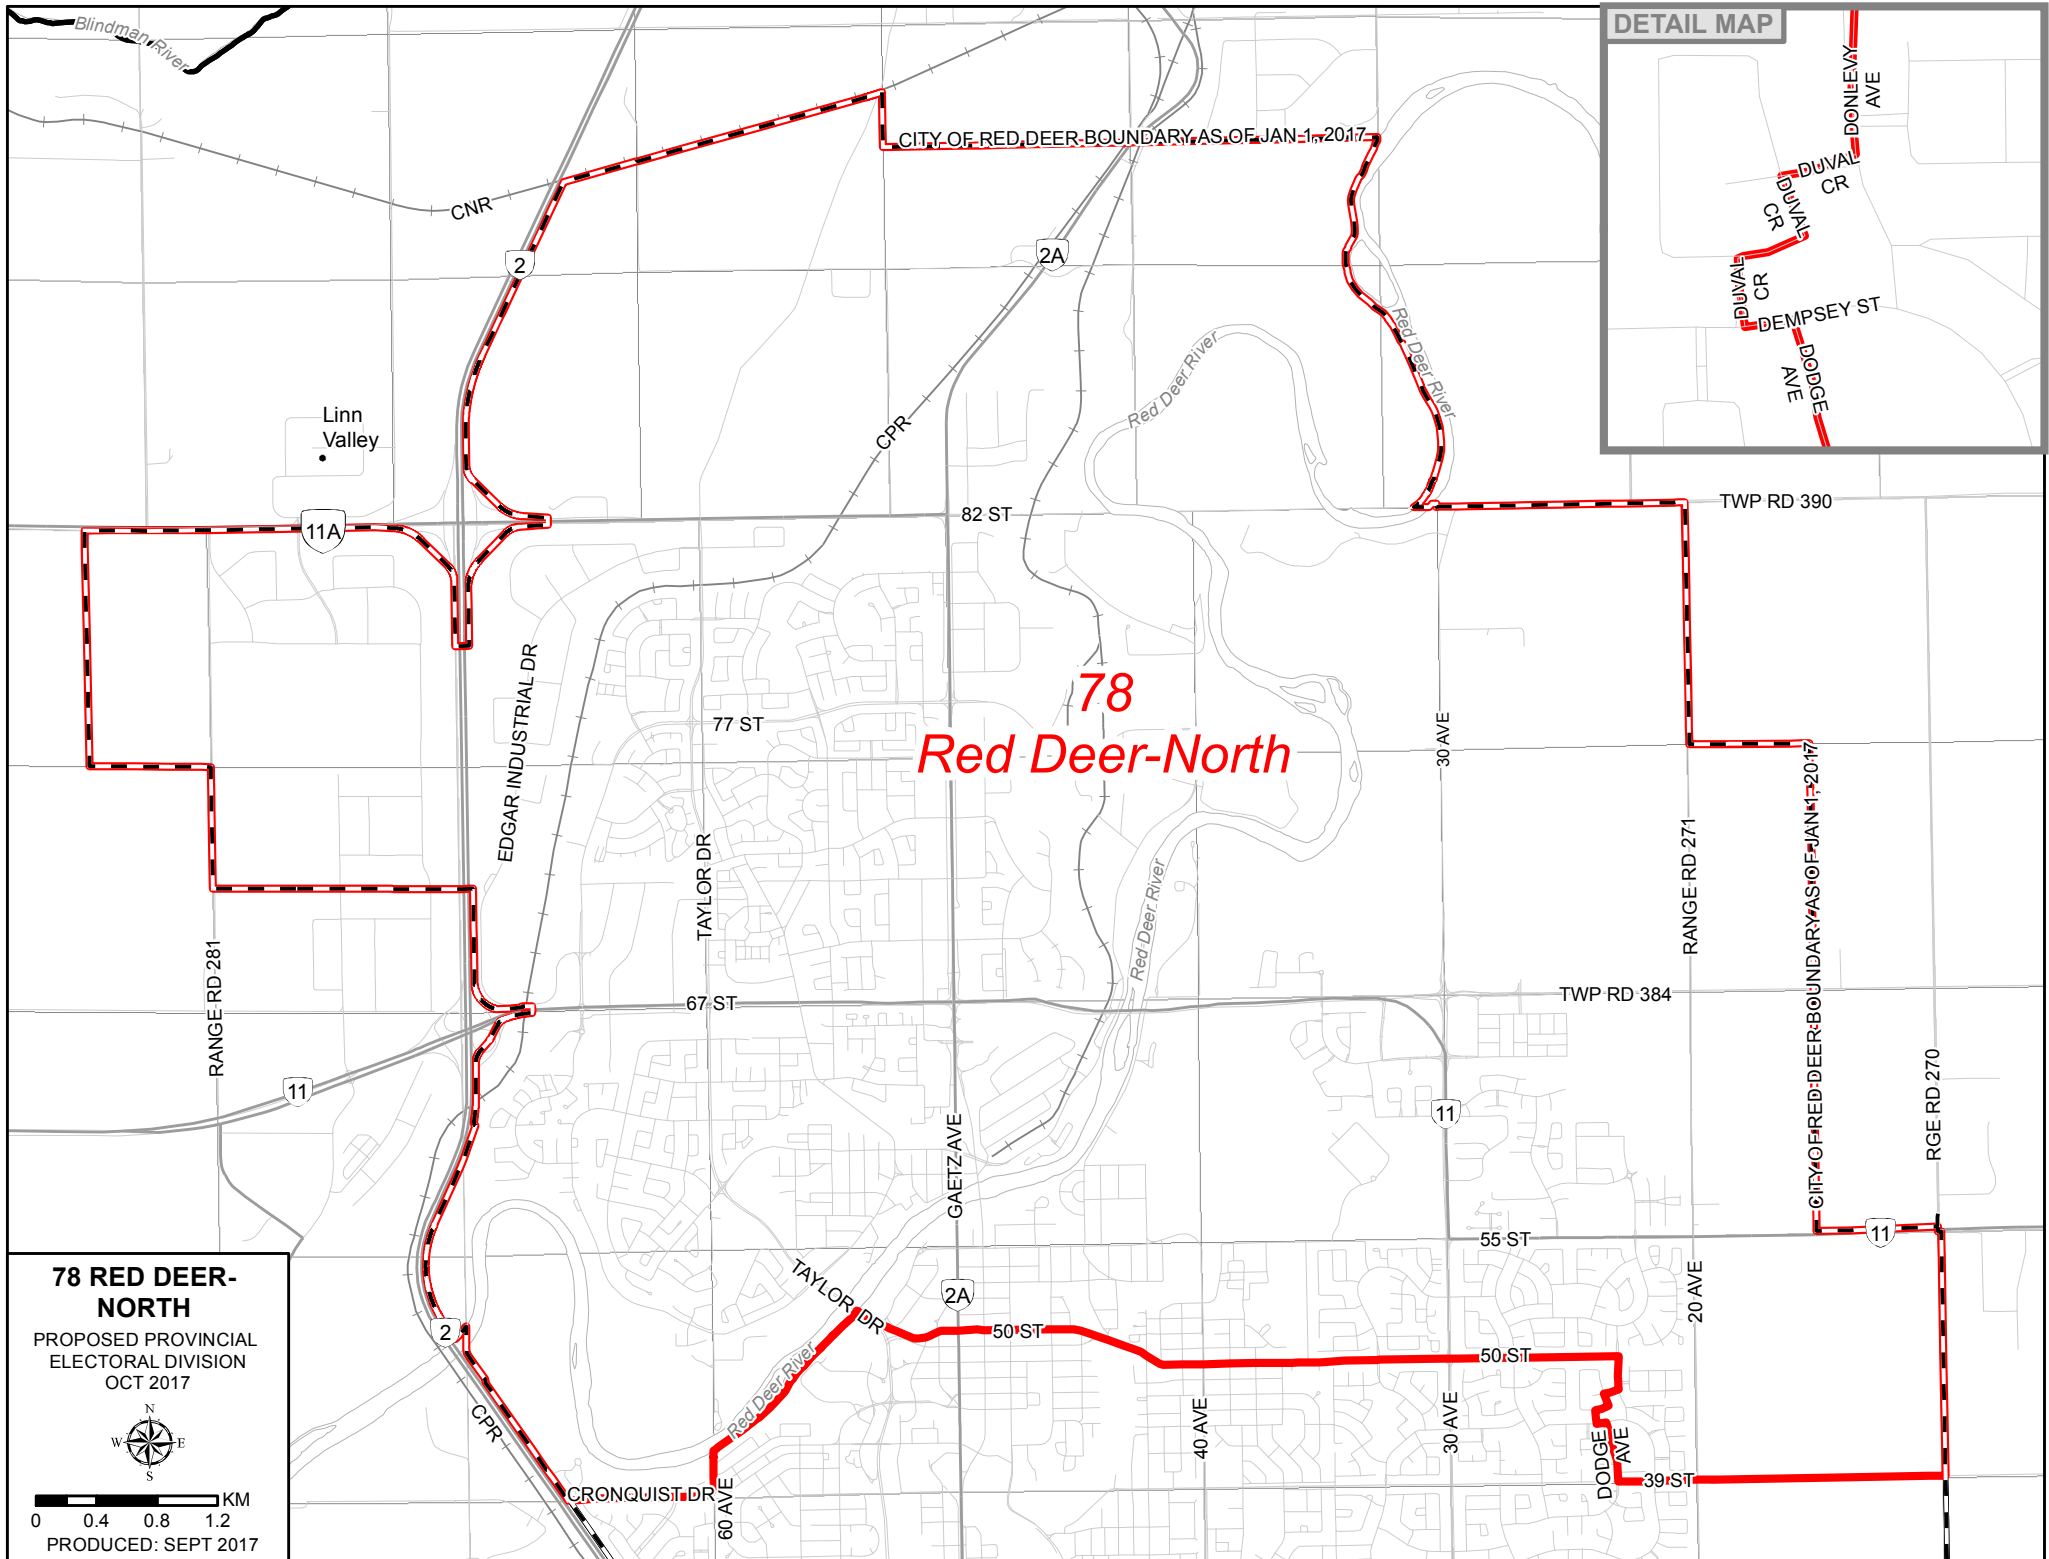 Blindman River
DETAIL MAP
DONLEVY
AVE
DUVAL
CR
DUVAL
CR
DUVAL
CR
DEMPSEY ST
DODGE
AVE
CITY OF RED DEER BOUNDARY AS OF JAN 1, 2017
CNR
2
2A
Red Deer River
Red Deer River
Linn
Valley
CPR
11A
82 ST
TWP RD 390
EDGAR INDUSTRIAL DR
78
Red Deer-North
77 ST
30 AVE
CITY OF RED DEER BOUNDARY AS OF JAN 1, 2017
RANGE RD 271
TAYLOR DR
Red Deer River
RANGE RD 281
67 ST
TWP RD 384
11
11
RGE RD 270
GAETZ AVE
55 ST
11
TAYLOR DR
2A
20 AVE
2
50 ST
50 ST
Red Deer River
CPR
40 AVE
30 AVE
DODGE
AVE
CRONQUIST DR
60 AVE
39 ST
78 RED DEER-
NORTH
PROPOSED PROVINCIAL
ELECTORAL DIVISION
OCT 2017
N
W E
S
KM
0 0.4 0.8 1.2
PRODUCED: SEPT 2017